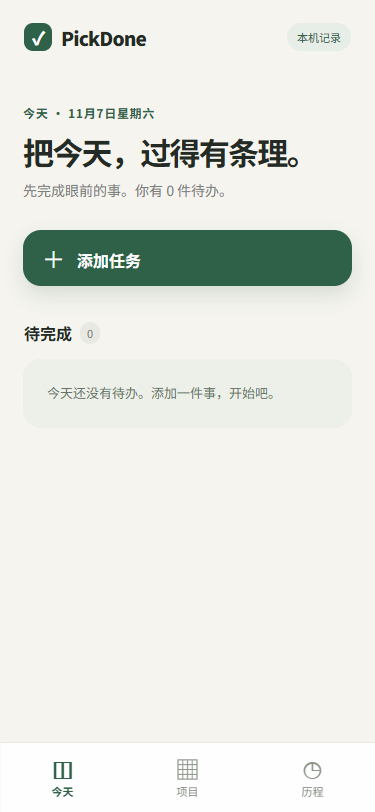 PickDone
本机记录
今天 · 11月7日星期六
把今天，过得有条理。
先完成眼前的事。你有 0 件待办。
添加任务
待完成 0
今天还没有待办。添加一件事，开始吧。
今天
项目
历程